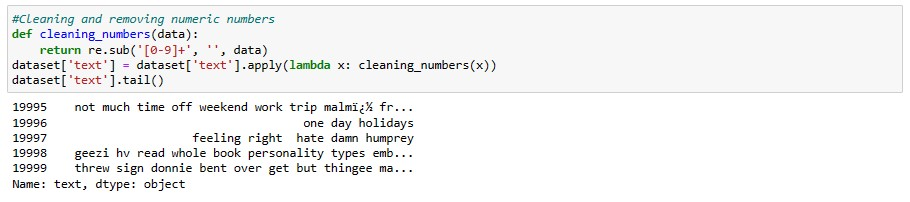 #Cleaning and removing numeric numbers
def cleaning_numbers(data):
    return re.sub('[0-9]+', '', data)
dataset['text'] = dataset['text'].apply(lambda x: cleaning_numbers(x))
dataset['text'].tail()
19995    not much time off weekend work trip malmï¿½ fr...
19996                                  one day holidays
19997                   feeling right  hate damn humprey
19998    geezi hv read whole book personality types emb...
19999    threw sign donnie bent over get but thingee ma...
Name: text, dtype: object